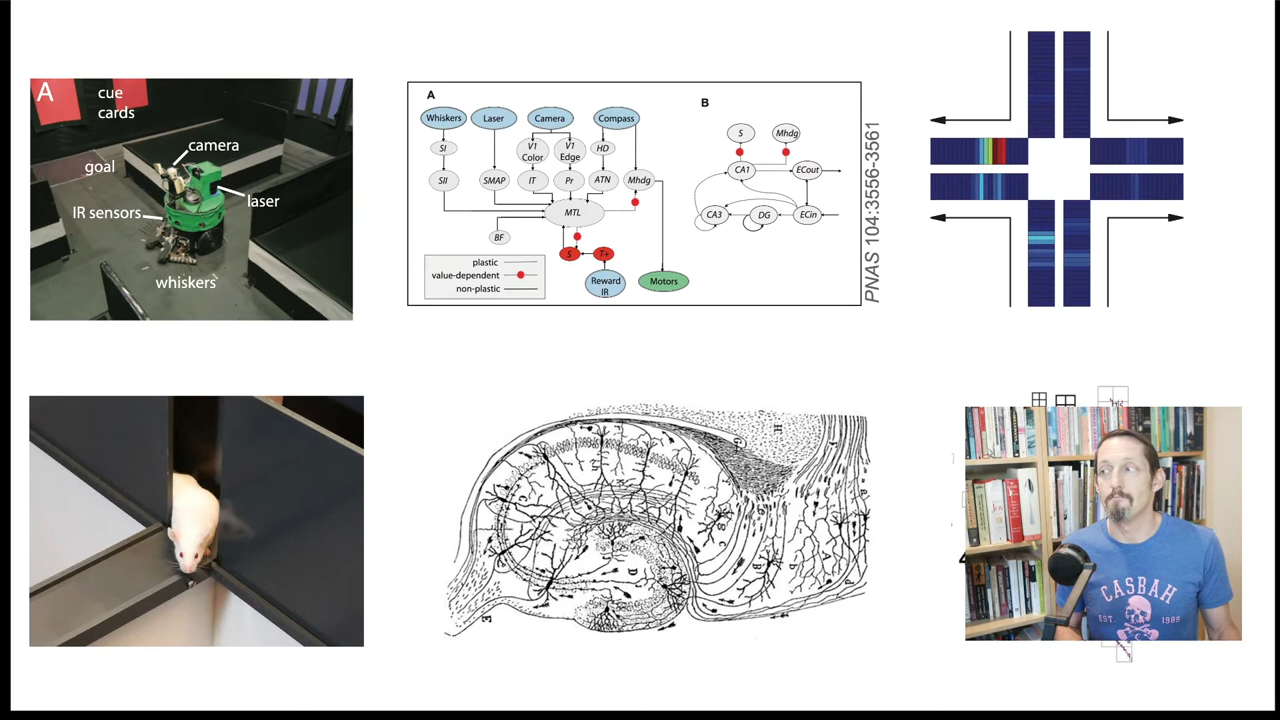 A
cue
cards
camera
goal
laser
IR sensors
whiskers
A
B
Whiskers
Laser
Camera
Compass
SI
V1
Color
V1
Edge
HD
SII
SMAP
IT
Pr
ATN
Mhdg
MTL
BF
S
T+
Reward
IR
Motors
plastic
value-dependent
non-plastic
S
Mhdg
CA1
ECout
CA3
DG
ECin
PNAS 104:3556-3561
H
D
E
CASBAH
EST. 1989